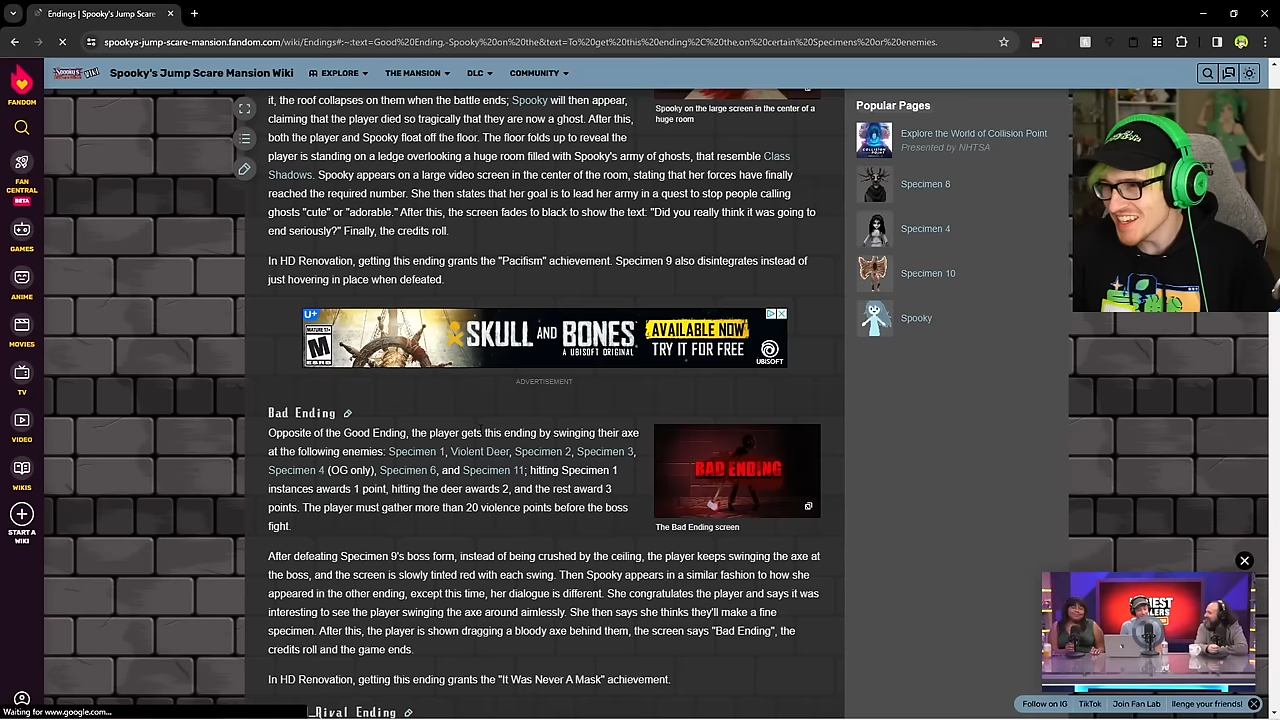 Endings | Spooky's Jump Scare
spookys-jump-scare-mansion.fandom.com/wiki/Endings#:~:text=Good%20Ending,-Spooky%20on%20the&text=To%20get%20this%20ending%2C%20the,on%20certain%20Specimens%20or%20enemies.
Spooky's Jump Scare Mansion Wiki
EXPLORE
THE MANSION
DLC
COMMUNITY
FANDOM
FAN CENTRAL
BETA
GAMES
ANIME
MOVIES
TV
VIDEO
WIKIS
START A WIKI
it, the roof collapses on them when the battle ends; Spooky will then appear,
claiming that the player died so tragically that they are now a ghost. After this,
both the player and Spooky float off the floor. The floor folds up to reveal the
player is standing on a ledge overlooking a huge room filled with Spooky's army of ghosts, that resemble Class
Shadows. Spooky appears on a large video screen in the center of the room, stating that her forces have finally
reached the required number. She then states that her goal is to lead her army in a quest to stop people calling
ghosts "cute" or "adorable." After this, the screen fades to black to show the text: "Did you really think it was going to
end seriously?" Finally, the credits roll.
Spooky on the large screen in the center of a
huge room
In HD Renovation, getting this ending grants the "Pacifism" achievement. Specimen 9 also disintegrates instead of
just hovering in place when defeated.
U+
MATURE 17+
M
ESRB
SKULL AND BONES
A UBISOFT ORIGINAL
AVAILABLE NOW
TRY IT FOR FREE
UBISOFT
ADVERTISEMENT
Bad Ending
Opposite of the Good Ending, the player gets this ending by swinging their axe
at the following enemies: Specimen 1, Violent Deer, Specimen 2, Specimen 3,
Specimen 4 (OG only), Specimen 6, and Specimen 11; hitting Specimen 1
instances awards 1 point, hitting the deer awards 2, and the rest award 3
points. The player must gather more than 20 violence points before the boss
fight.
BAD ENDING
The Bad Ending screen
After defeating Specimen 9's boss form, instead of being crushed by the ceiling, the player keeps swinging the axe at
the boss, and the screen is slowly tinted red with each swing. Then Spooky appears in a similar fashion to how she
appeared in the other ending, except this time, her dialogue is different. She congratulates the player and says it was
interesting to see the player swinging the axe around aimlessly. She then says she thinks they'll make a fine
specimen. After this, the player is shown dragging a bloody axe behind them, the screen says "Bad Ending", the
credits roll and the game ends.
In HD Renovation, getting this ending grants the "It Was Never A Mask" achievement.
Rival Ending
Popular Pages
Explore the World of Collision Point
Presented by NHTSA
Specimen 8
Specimen 4
Specimen 10
Spooky
Follow on IG
TikTok
Join Fan Lab
llenge your friends!
Waiting for www.google.com...